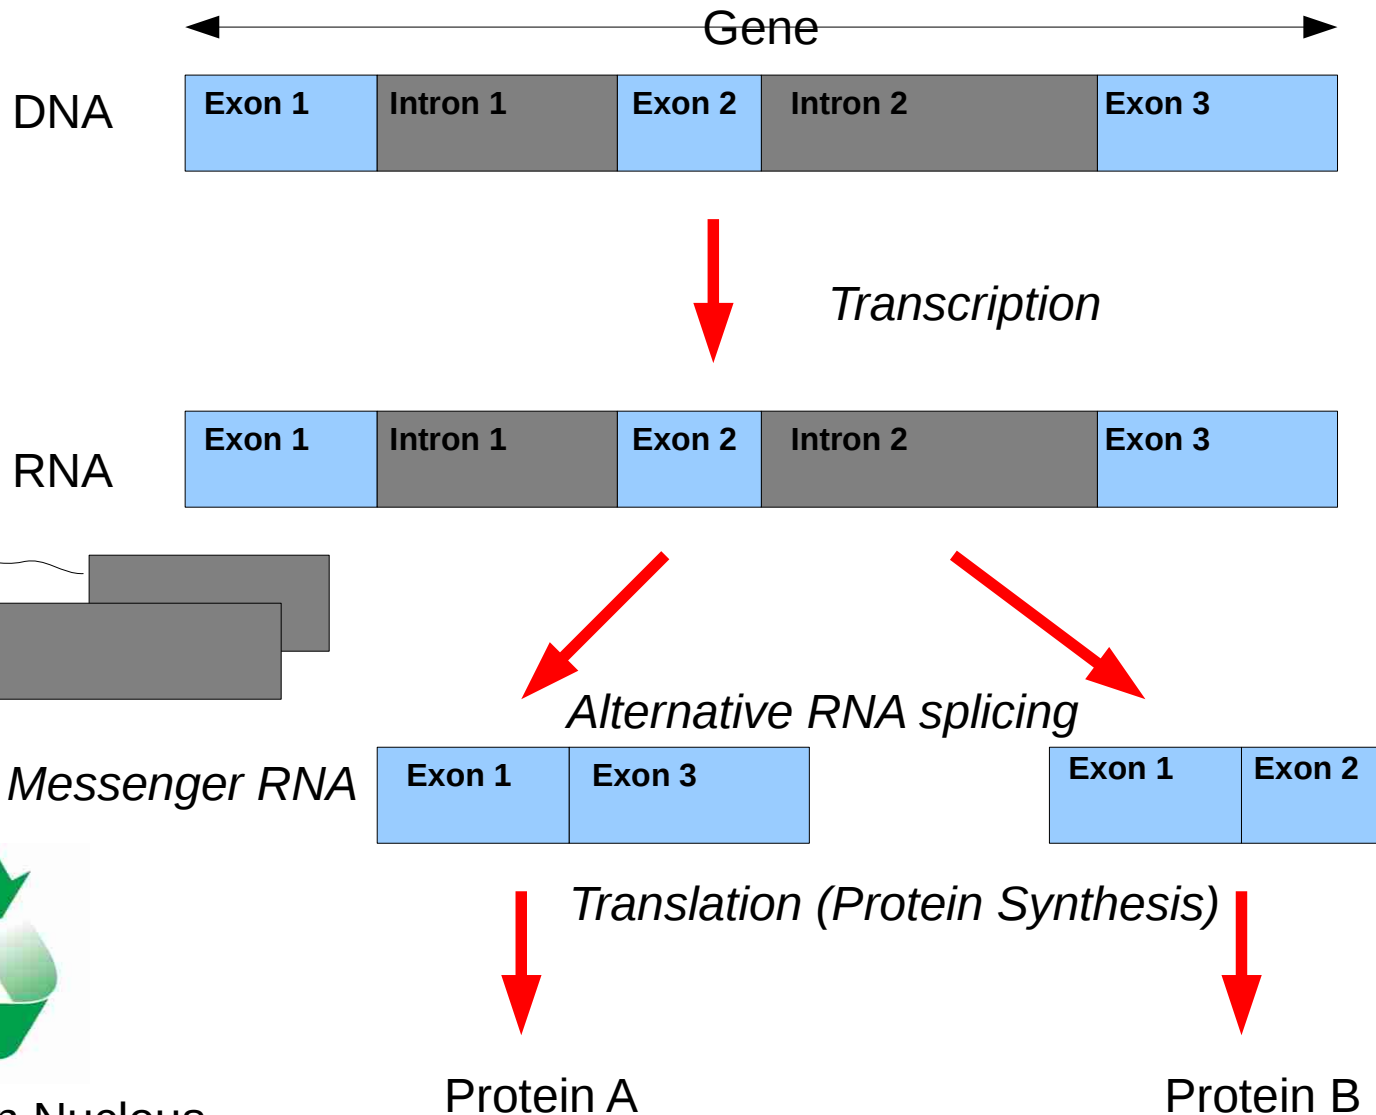 Gene
DNA
Exon 1 Intron 1 Exon 2 Intron 2 Exon 3
Transcription
RNA
Exon 1 Intron 1 Exon 2 Intron 2 Exon 3
Alternative RNA splicing
Messenger RNA
Exon 1 Exon 3
Exon 1 Exon 2
Translation (Protein Synthesis)
Protein A
Protein B
Nucleus